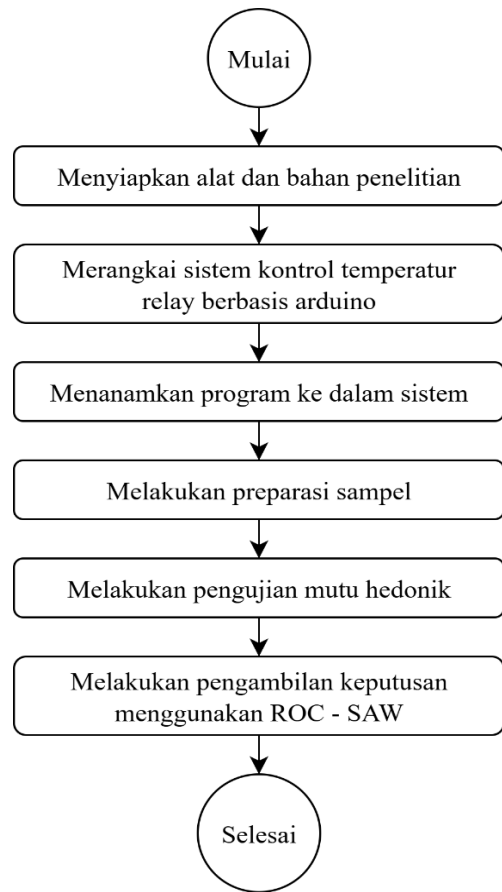 Mulai
Menyiapkan alat dan bahan penelitian
Merangkai sistem kontrol temperatur
relay berbasis arduino
Menanamkan program ke dalam sistem
Melakukan preparasi sampel
Melakukan pengujian mutu hedonik
Melakukan pengambilan keputusan
menggunakan ROC - SAW
Selesai